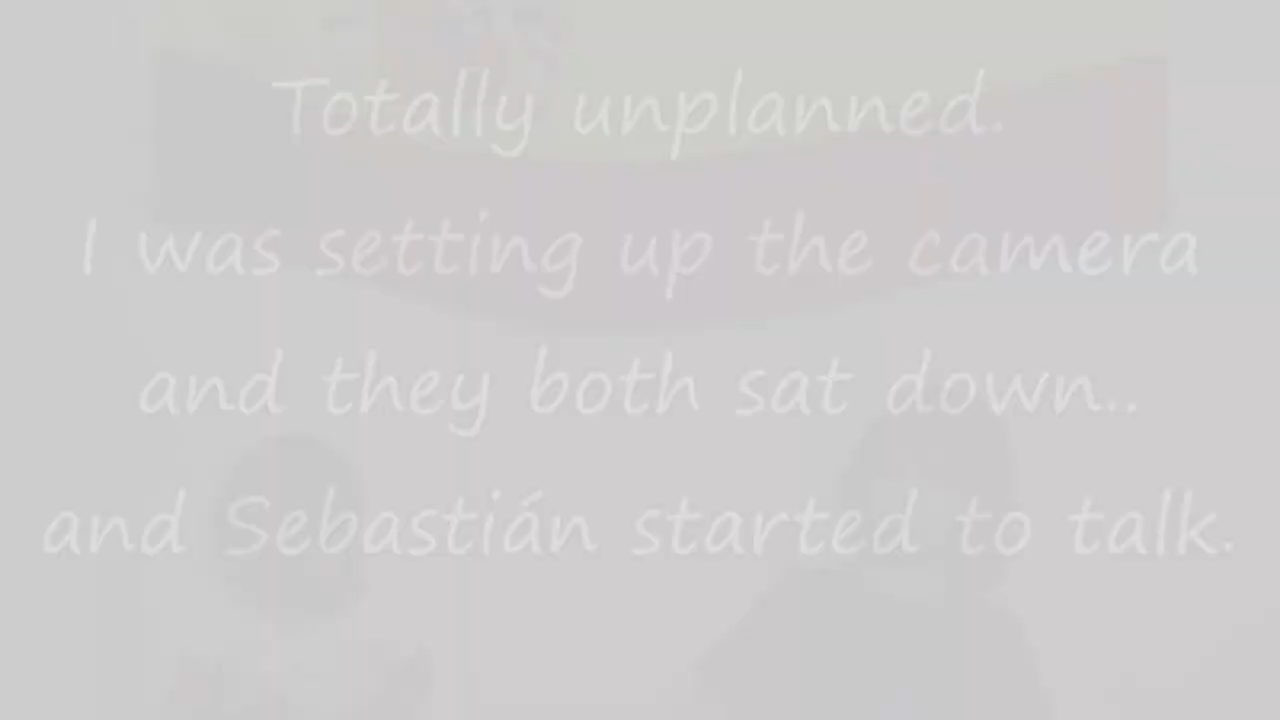 Totally unplanned.
I was setting up the camera
and they both sat down..
and Sebastián started to talk.